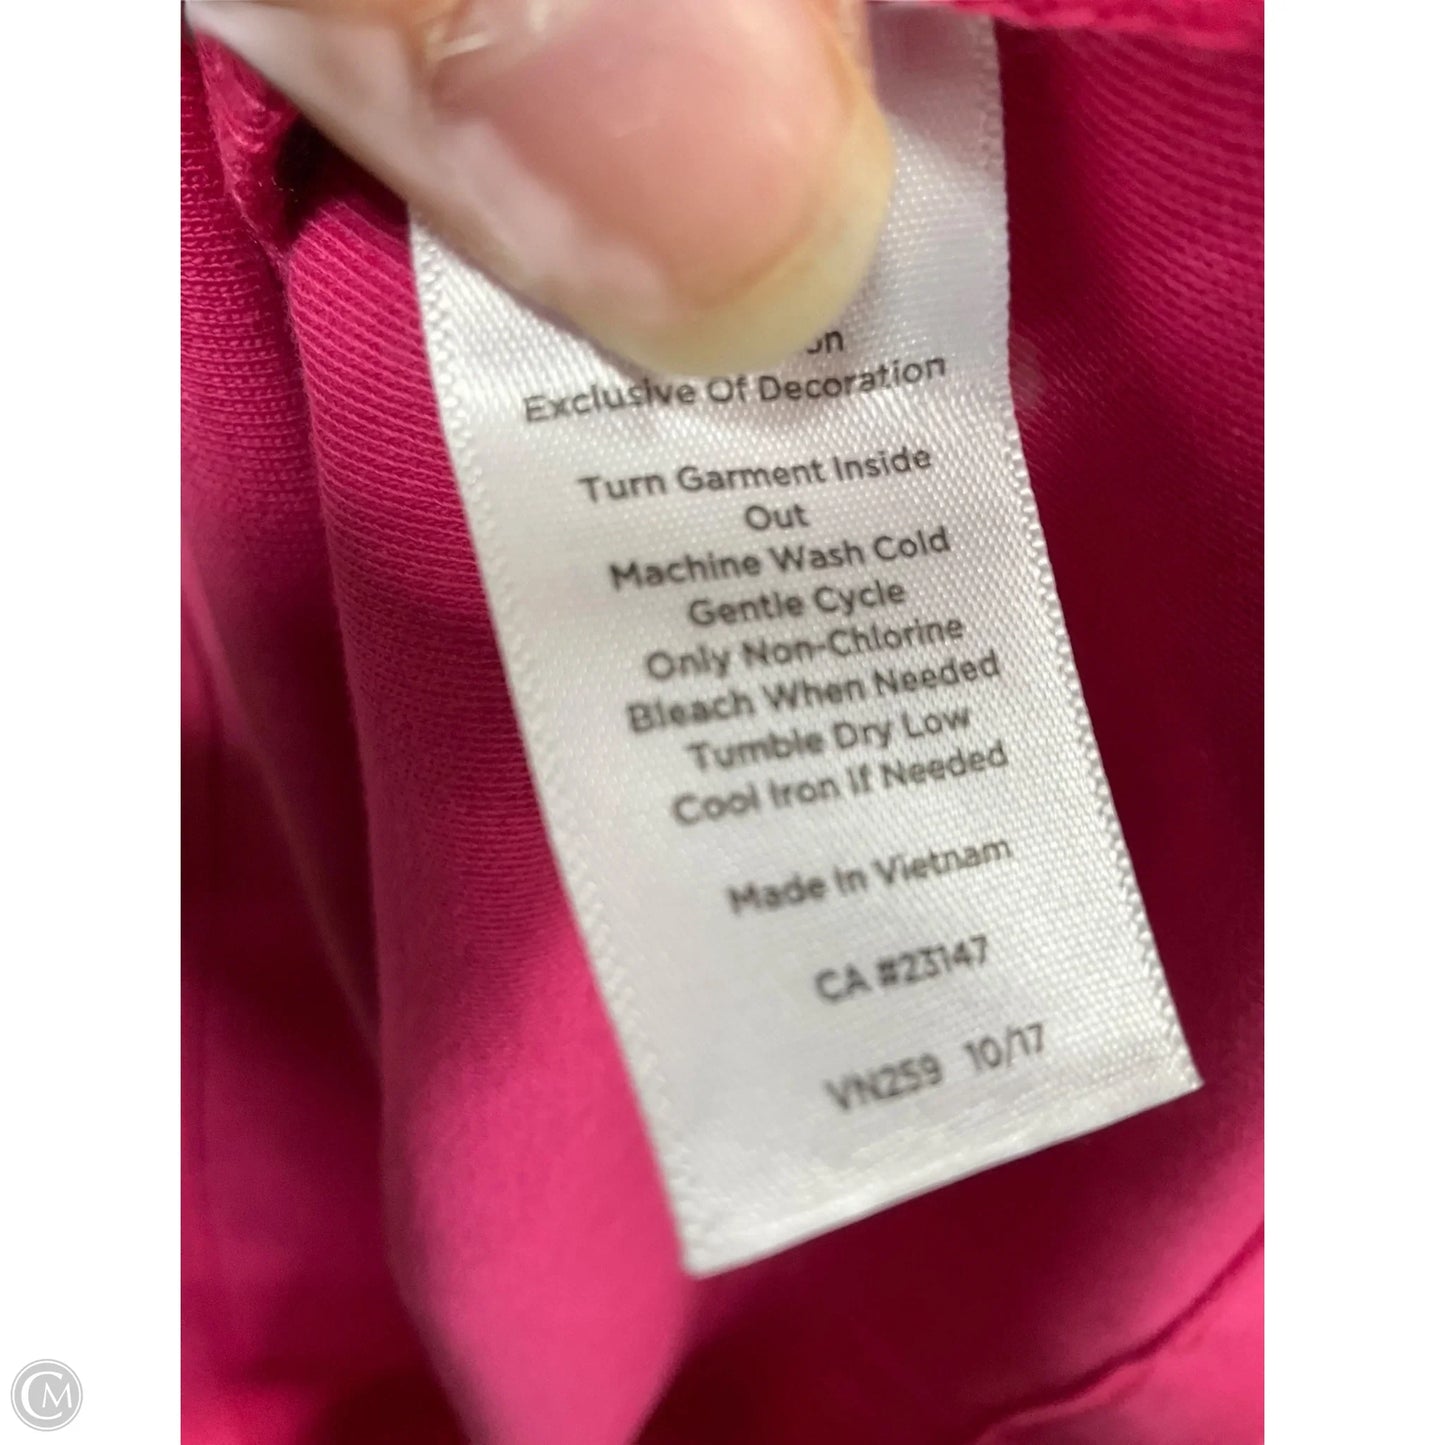 Exclusive Of Decoration
Turn Garment Inside
Out
Machine Wash Cold
Gentle Cycle
Only Non-Chlorine
Bleach When Needed
Tumble Dry Low
Cool Iron If Needed
Made In Vietnam
CA #23147
VN259 10/17
CM